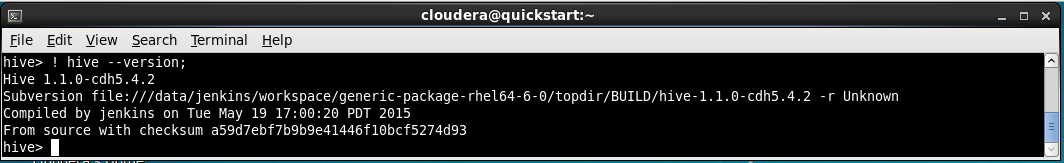 cloudera@quickstart:~
File Edit View Search Terminal Help
hive> ! hive --version;
Hive 1.1.0-cdh5.4.2
Subversion file:///data/jenkins/workspace/generic-package-rhel64-6-0/topdir/BUILD/hive-1.1.0-cdh5.4.2 -r Unknown
Compiled by jenkins on Tue May 19 17:00:20 PDT 2015
From source with checksum a59d7ebf7b9b9e41446f10bcf5274d93
hive>